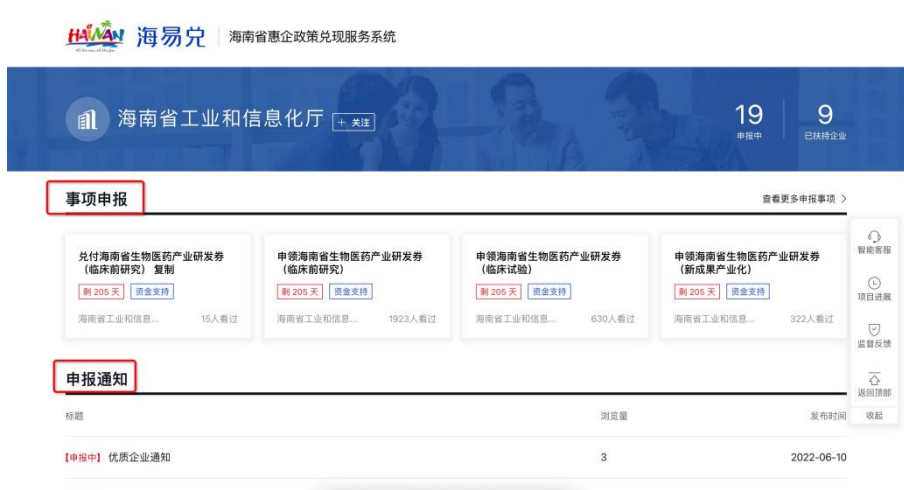 HAINAN 海易兑 海南省惠企政策兑现服务系统
海南省工业和信息化厅 + 关注
19 9
申报中 已扶持企业
事项申报 查看更多申报事项 >
兑付海南省生物医药产业研发券 申领海南省生物医药产业研发券 申领海南省生物医药产业研发券 申领海南省生物医药产业研发券
（临床前研究） 复制 （临床前研究） （临床试验） （新成果产业化）
剩 205 天 资金支持 剩 205 天 资金支持 剩 205 天 资金支持 剩 205 天 资金支持
海南省工业和信息... 15人看过 海南省工业和信息... 1923人看过 海南省工业和信息... 630人看过 海南省工业和信息... 322人看过
智能客服
项目进展
监督反馈
返回顶部
收起
申报通知
标题 浏览量 发布时间
【申报中】 优质企业通知 3 2022-06-10